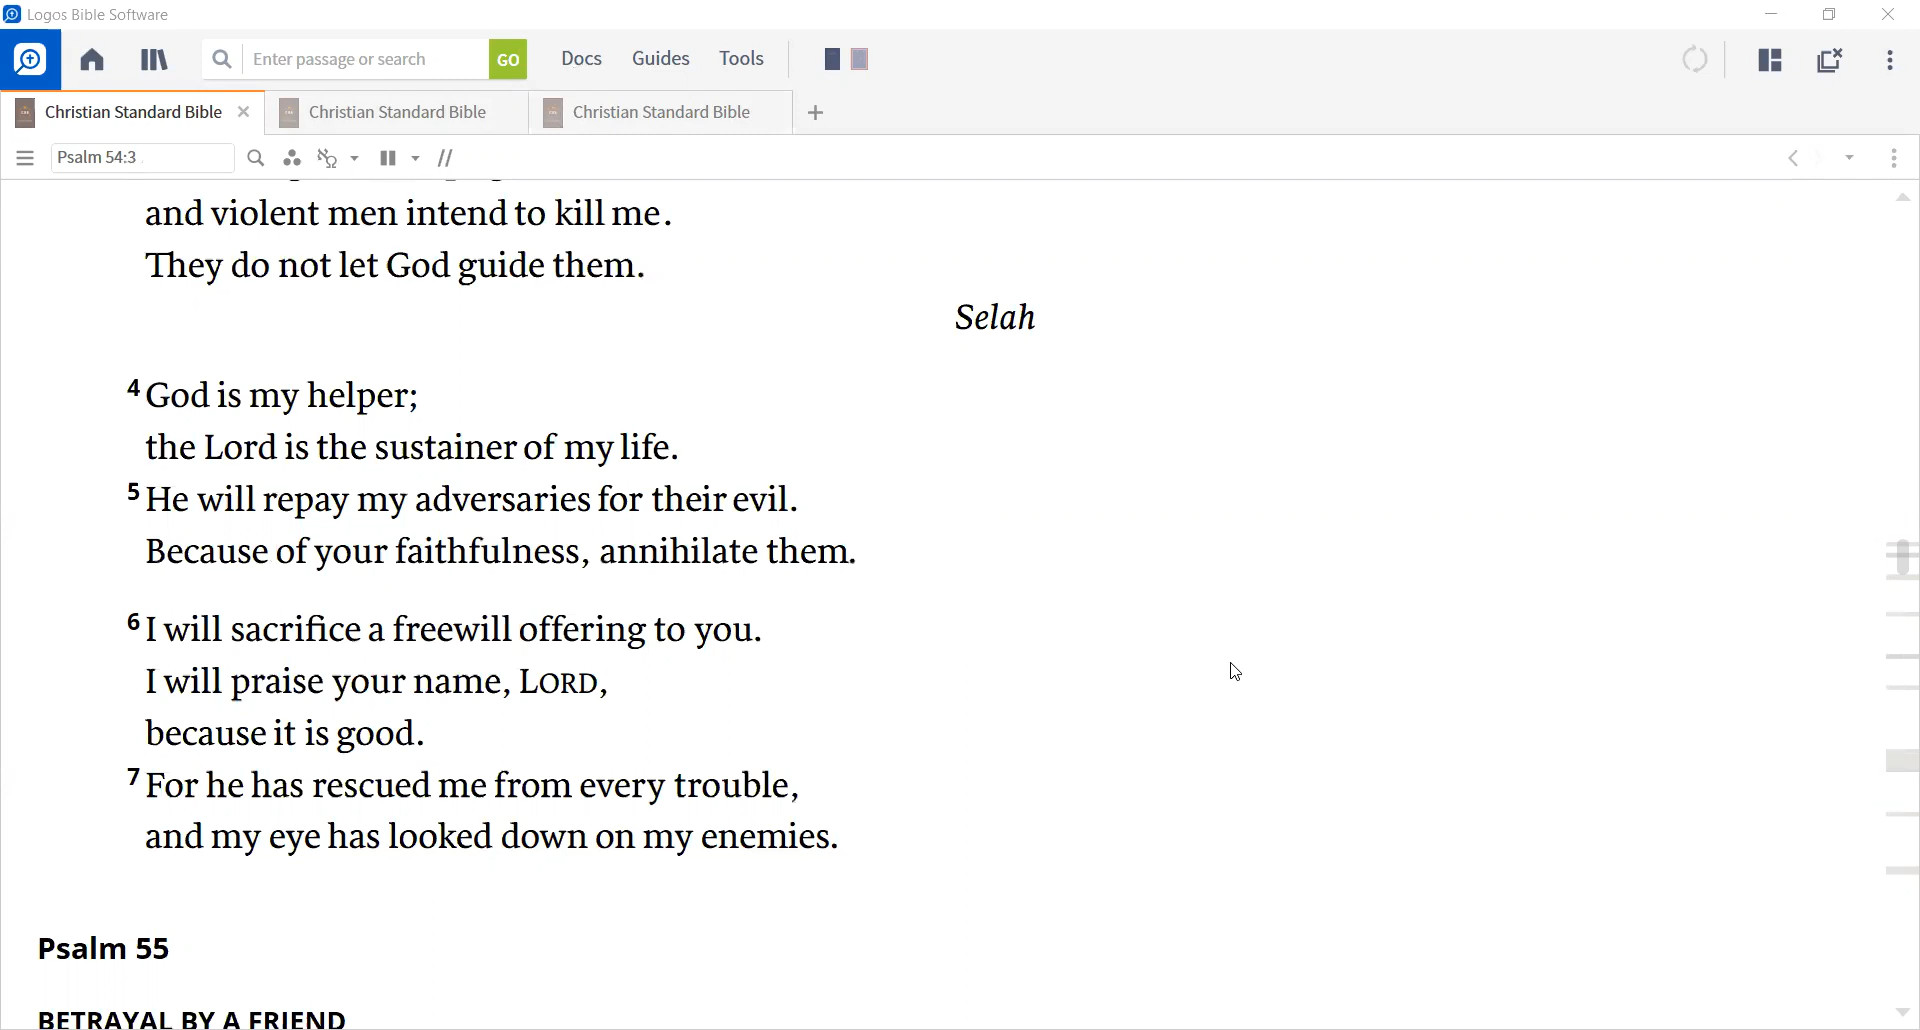 Logos Bible Software
Enter passage or search
GO
Docs
Guides
Tools
Christian Standard Bible
Christian Standard Bible
Christian Standard Bible
Psalm 54:3
and violent men intend to kill me.
They do not let God guide them.
Selah
4 God is my helper;
the Lord is the sustainer of my life.
5 He will repay my adversaries for their evil.
Because of your faithfulness, annihilate them.
6 I will sacrifice a freewill offering to you.
I will praise your name, LORD,
because it is good.
7 For he has rescued me from every trouble,
and my eye has looked down on my enemies.
Psalm 55
BETRAYAL BY A FRIEND